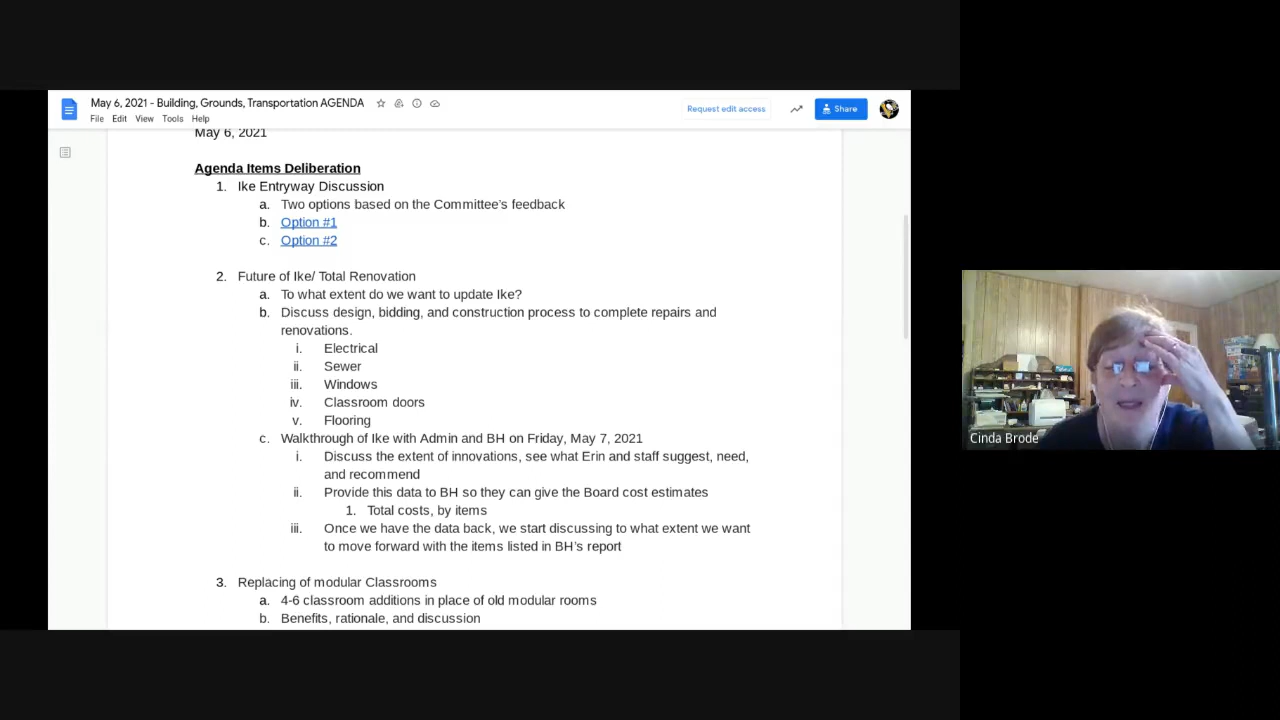 May 6, 2021 - Building, Grounds, Transportation AGENDA
File Edit View Tools Help
Request edit access
Share
May 6, 2021
Agenda Items Deliberation
1. Ike Entryway Discussion
a. Two options based on the Committee's feedback
b. Option #1
c. Option #2
2. Future of Ike/ Total Renovation
a. To what extent do we want to update Ike?
b. Discuss design, bidding, and construction process to complete repairs and
renovations.
i. Electrical
ii. Sewer
iii. Windows
iv. Classroom doors
v. Flooring
c. Walkthrough of Ike with Admin and BH on Friday, May 7, 2021
i. Discuss the extent of innovations, see what Erin and staff suggest, need,
and recommend
ii. Provide this data to BH so they can give the Board cost estimates
1. Total costs, by items
iii. Once we have the data back, we start discussing to what extent we want
to move forward with the items listed in BH's report
3. Replacing of modular Classrooms
a. 4-6 classroom additions in place of old modular rooms
b. Benefits, rationale, and discussion
Cinda Brode